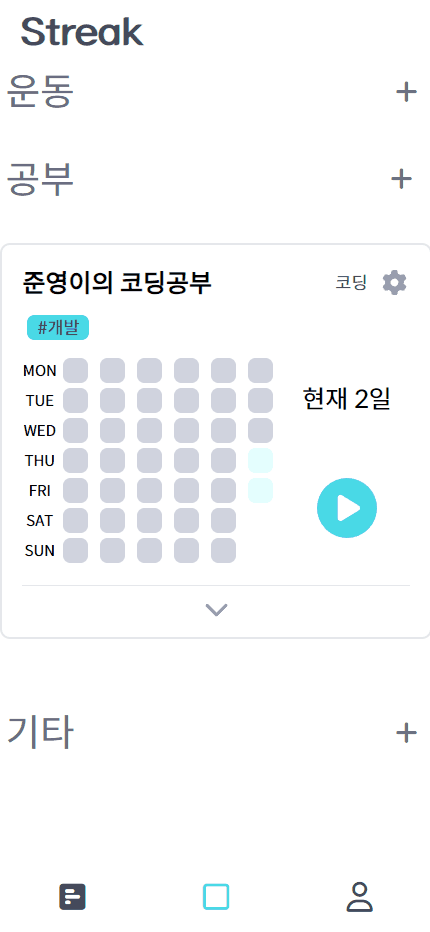 Streak
운동
공부
준영이의 코딩공부
코딩
#개발
MON
TUE
현재 2일
WED
THU
FRI
SAT
SUN
기타